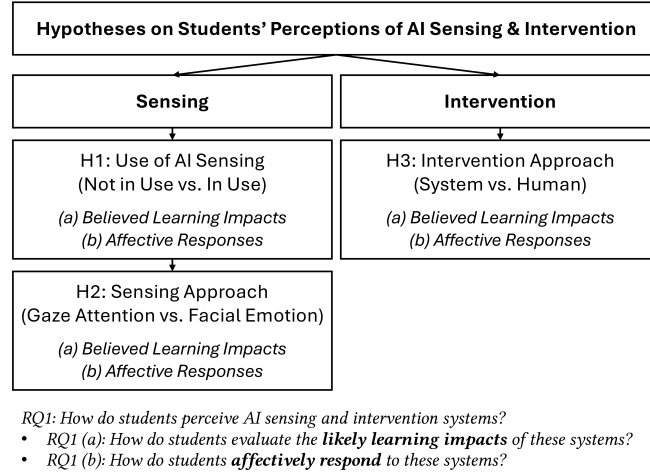 Hypotheses on Students' Perceptions of AI Sensing & Intervention
Sensing
Intervention
H1: Use of AI Sensing
(Not in Use vs. In Use)
(a) Believed Learning Impacts
(b) Affective Responses
H3: Intervention Approach
(System vs. Human)
(a) Believed Learning Impacts
(b) Affective Responses
H2: Sensing Approach
(Gaze Attention vs. Facial Emotion)
(a) Believed Learning Impacts
(b) Affective Responses
RQ1: How do students perceive AI sensing and intervention systems?
• RQ1 (a): How do students evaluate the likely learning impacts of these systems?
• RQ1 (b): How do students affectively respond to these systems?